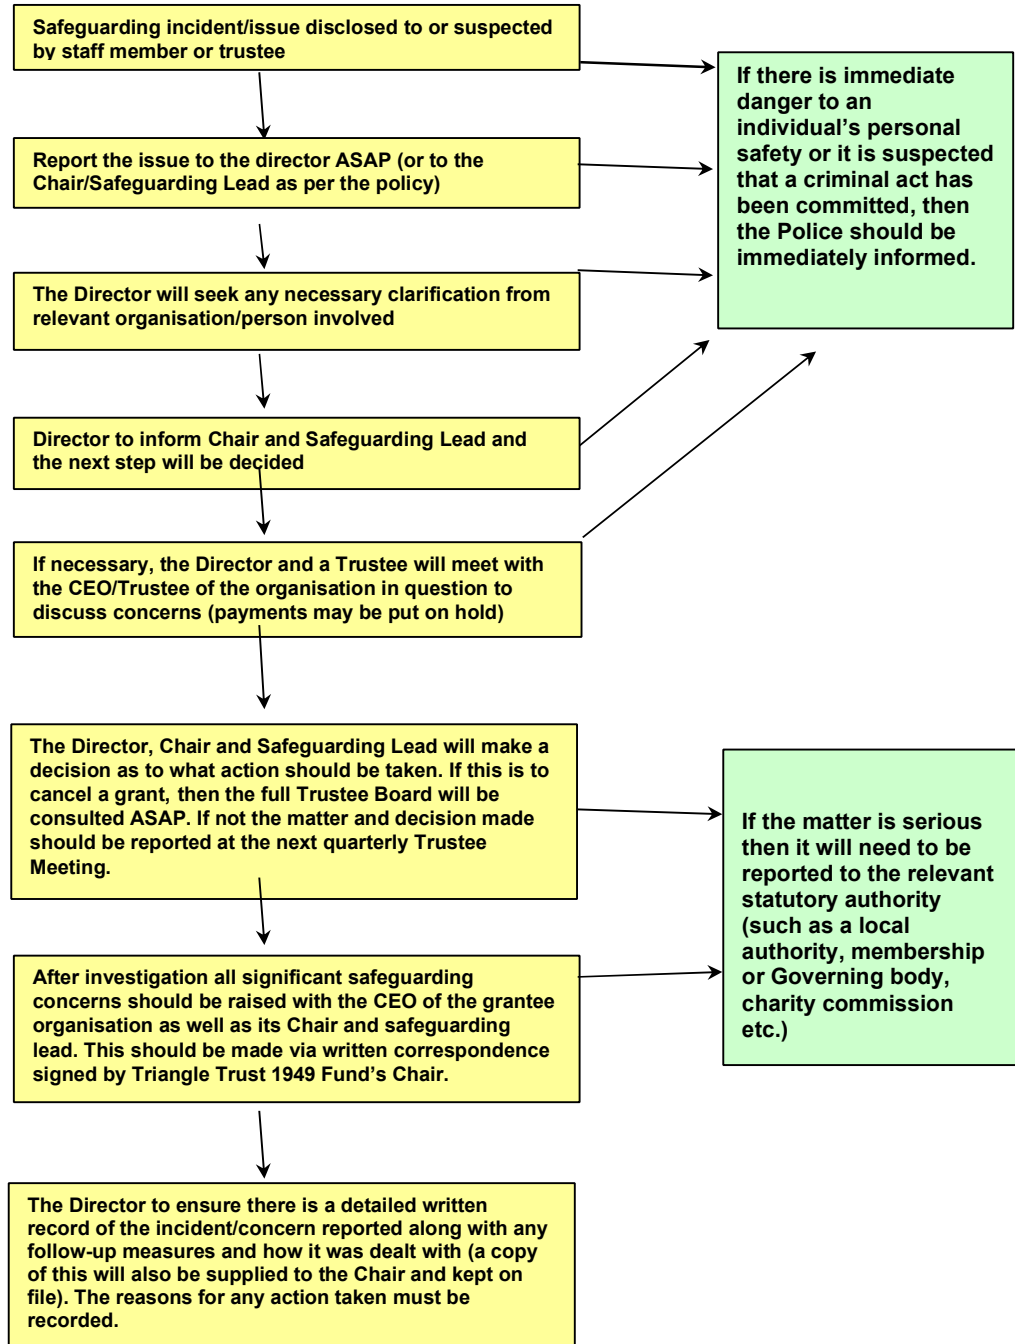 Safeguarding incident/issue disclosed to or suspected
by staff member or trustee
If there is immediate
danger to an
individual’s personal
safety or it is suspected
that a criminal act has
been committed, then
the Police should be
immediately informed.
Report the issue to the director ASAP (or to the
Chair/Safeguarding Lead as per the policy)
The Director will seek any necessary clarification from
relevant organisation/person involved
Director to inform Chair and Safeguarding Lead and
the next step will be decided
If necessary, the Director and a Trustee will meet with
the CEO/Trustee of the organisation in question to
discuss concerns (payments may be put on hold)
The Director, Chair and Safeguarding Lead will make a
decision as to what action should be taken. If this is to
cancel a grant, then the full Trustee Board will be
consulted ASAP. If not the matter and decision made
should be reported at the next quarterly Trustee
Meeting.
If the matter is serious
then it will need to be
reported to the relevant
statutory authority
(such as a local
authority, membership
or Governing body,
charity commission
etc.)
After investigation all significant safeguarding
concerns should be raised with the CEO of the grantee
organisation as well as its Chair and safeguarding
lead. This should be made via written correspondence
signed by Triangle Trust 1949 Fund’s Chair.
The Director to ensure there is a detailed written
record of the incident/concern reported along with any
follow-up measures and how it was dealt with (a copy
of this will also be supplied to the Chair and kept on
file). The reasons for any action taken must be
recorded.